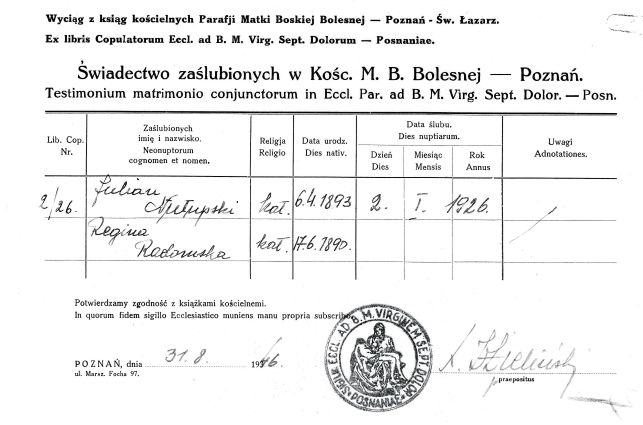 Wyciąg z ksiąg kościelnych Parafji Matki Boskiej Bolesnej — Poznań - Św. Łazarz.
Ex libris Copulatorum Eccl. ad B. M. Virg. Sept. Dolorum — Posnaniae.
Świadectwo zaślubionych w Kośc. M. B. Bolesnej — Poznań.
Testimonium matrimonio conjunctorum in Eccl. Par. ad B. M. Virg. Sept. Dolor. — Posn.
Lib. Cop. Nr.
Zaślubionych imię i nazwisko. Neonuptorum cognomen et nomen.
Religja Religio
Data urodz. Dies nativ.
Data ślubu. Dies nuptiarum.
Dzień Dies
Miesiąc Mensis
Rok Annus
Uwagi Adnotationes.
2/26. Julian kat. 6.4.1893 2. I. 1926.
Regina Radomska kat. 17.6.1890.
Potwierdzamy zgodność z książkami kościelnemi.
In quorum fidem sigillo Ecclesiastico muniens manu propria subscribo.
POZNAŃ, dnia 31.8. 1946.
ul. Marsz. Focha 97.
SIGILM ECCL. AD B. M. VIRGINEM SEPT. DOLOR. POSNANIAE
praepositus